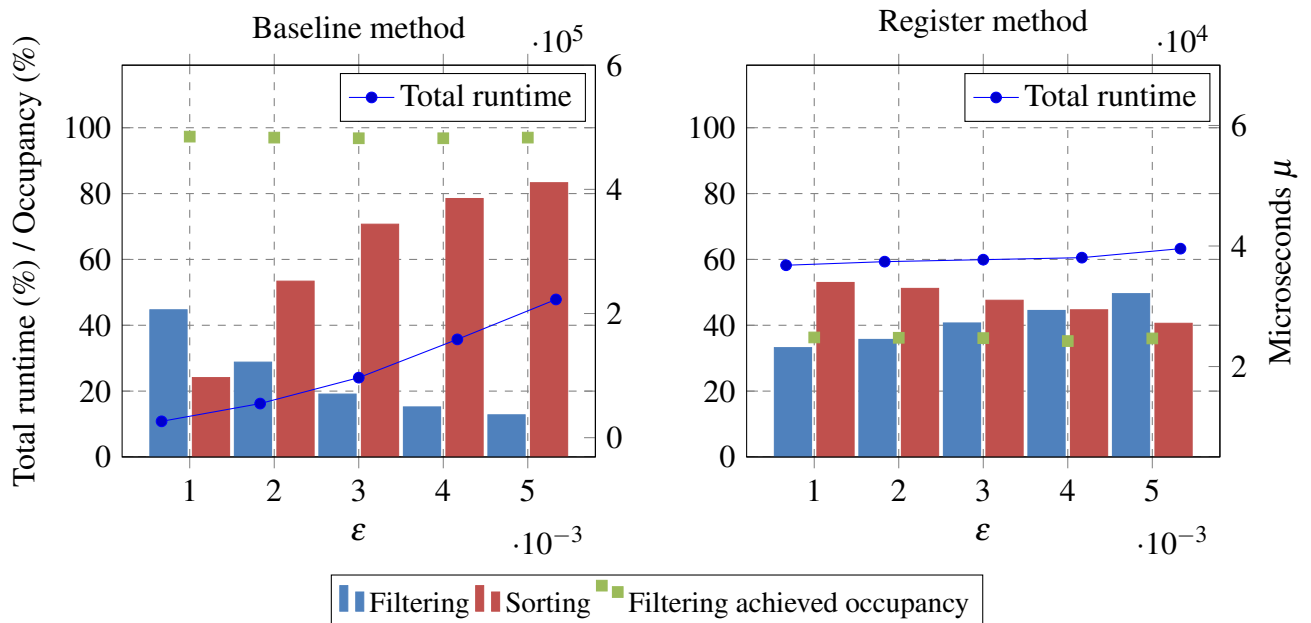 Baseline method
Register method
·10^5
·10^4
Total runtime
Total runtime
Total runtime (%) / Occupancy (%)
100
80
60
40
20
0
6
4
2
0
1 2 3 4 5
ε
·10^−3
100
80
60
40
20
0
6
4
2
Microseconds μ
1 2 3 4 5
ε
·10^−3
Filtering Sorting Filtering achieved occupancy